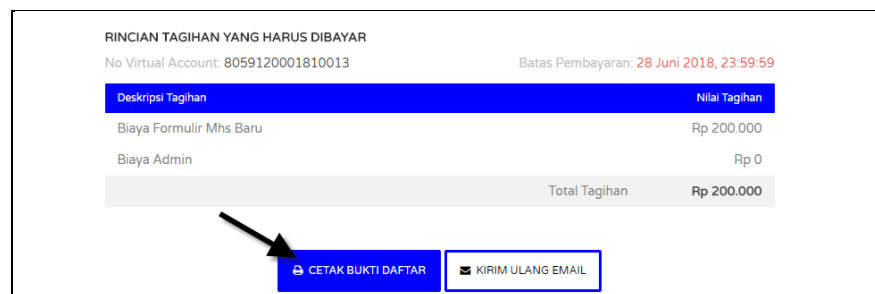 RINCIAN TAGIHAN YANG HARUS DIBAYAR
No Virtual Account: 8059120001810013 Batas Pembayaran: 28 Juni 2018, 23:59:59
Deskripsi Tagihan Nilai Tagihan
Biaya Formulir Mhs Baru Rp 200.000
Biaya Admin Rp 0
Total Tagihan Rp 200.000
CETAK BUKTI DAFTAR KIRIM ULANG EMAIL